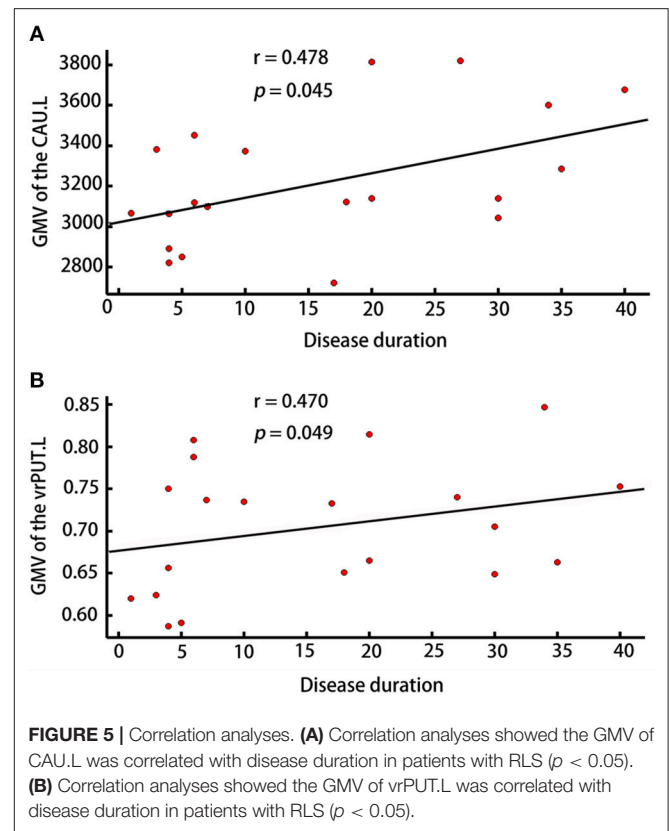 A
r = 0.478
p = 0.045
GMV of the CAU.L
3800
3600
3400
3200
3000
2800
0 5 10 15 20 25 30 35 40
Disease duration
B
r = 0.470
p = 0.049
GMV of the vrPUT.L
0.85
0.80
0.75
0.70
0.65
0.60
0 5 10 15 20 25 30 35 40
Disease duration
FIGURE 5 | Correlation analyses. (A) Correlation analyses showed the GMV of
CAU.L was correlated with disease duration in patients with RLS (p < 0.05).
(B) Correlation analyses showed the GMV of vrPUT.L was correlated with
disease duration in patients with RLS (p < 0.05).